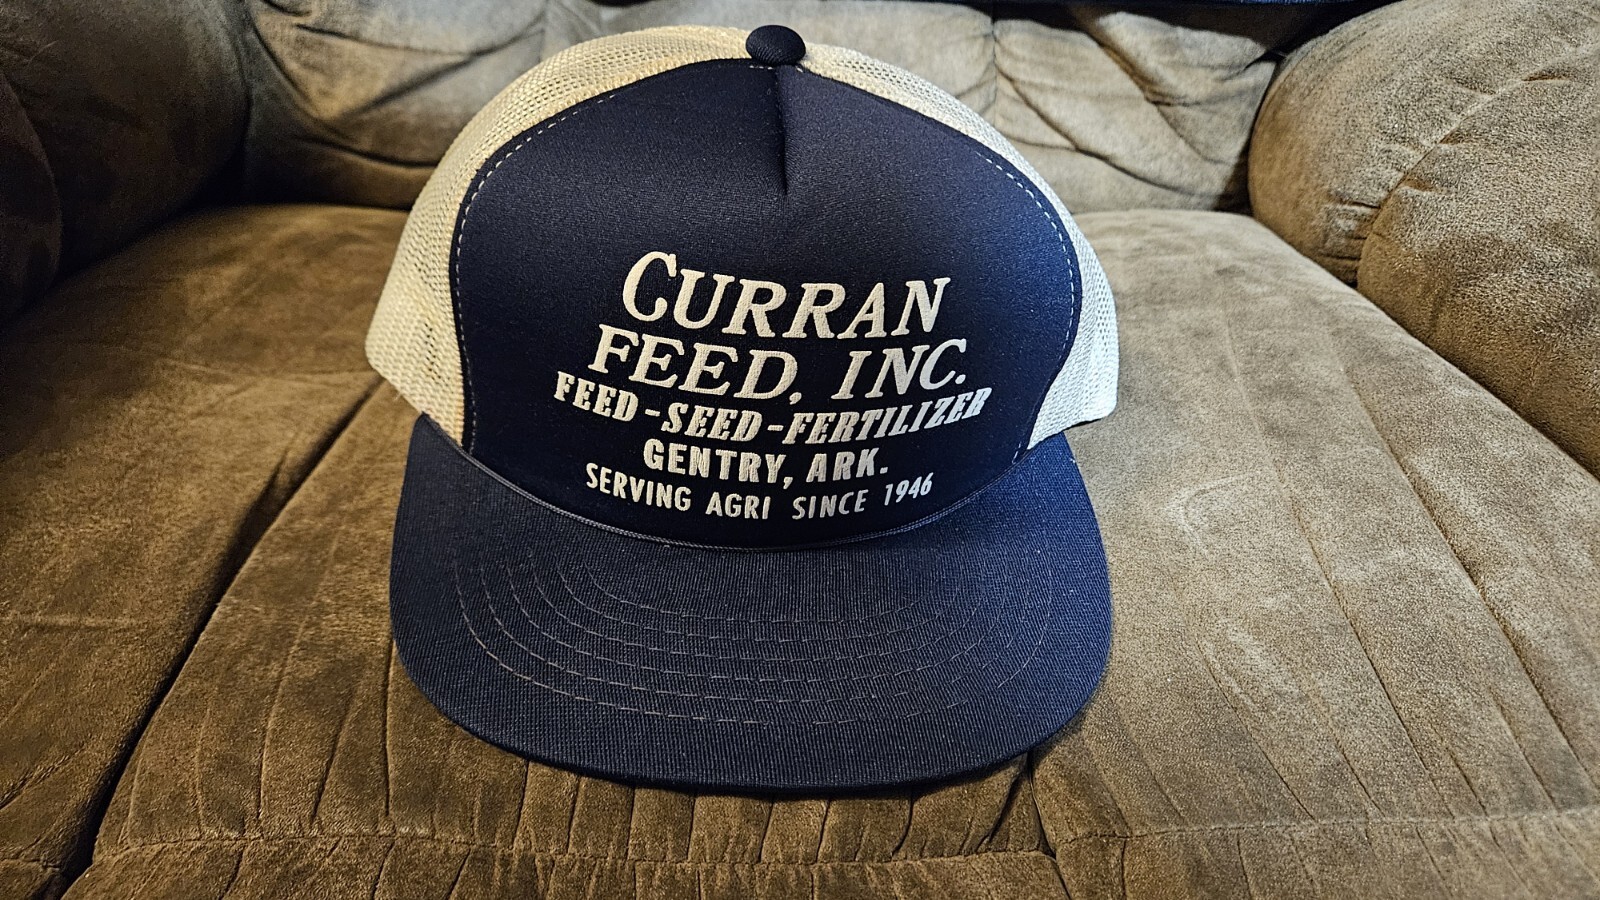 CURRAN
FEED, INC.
FEED-SEED-FERTILIZER
GENTRY, ARK.
SERVING AGRI SINCE 1946